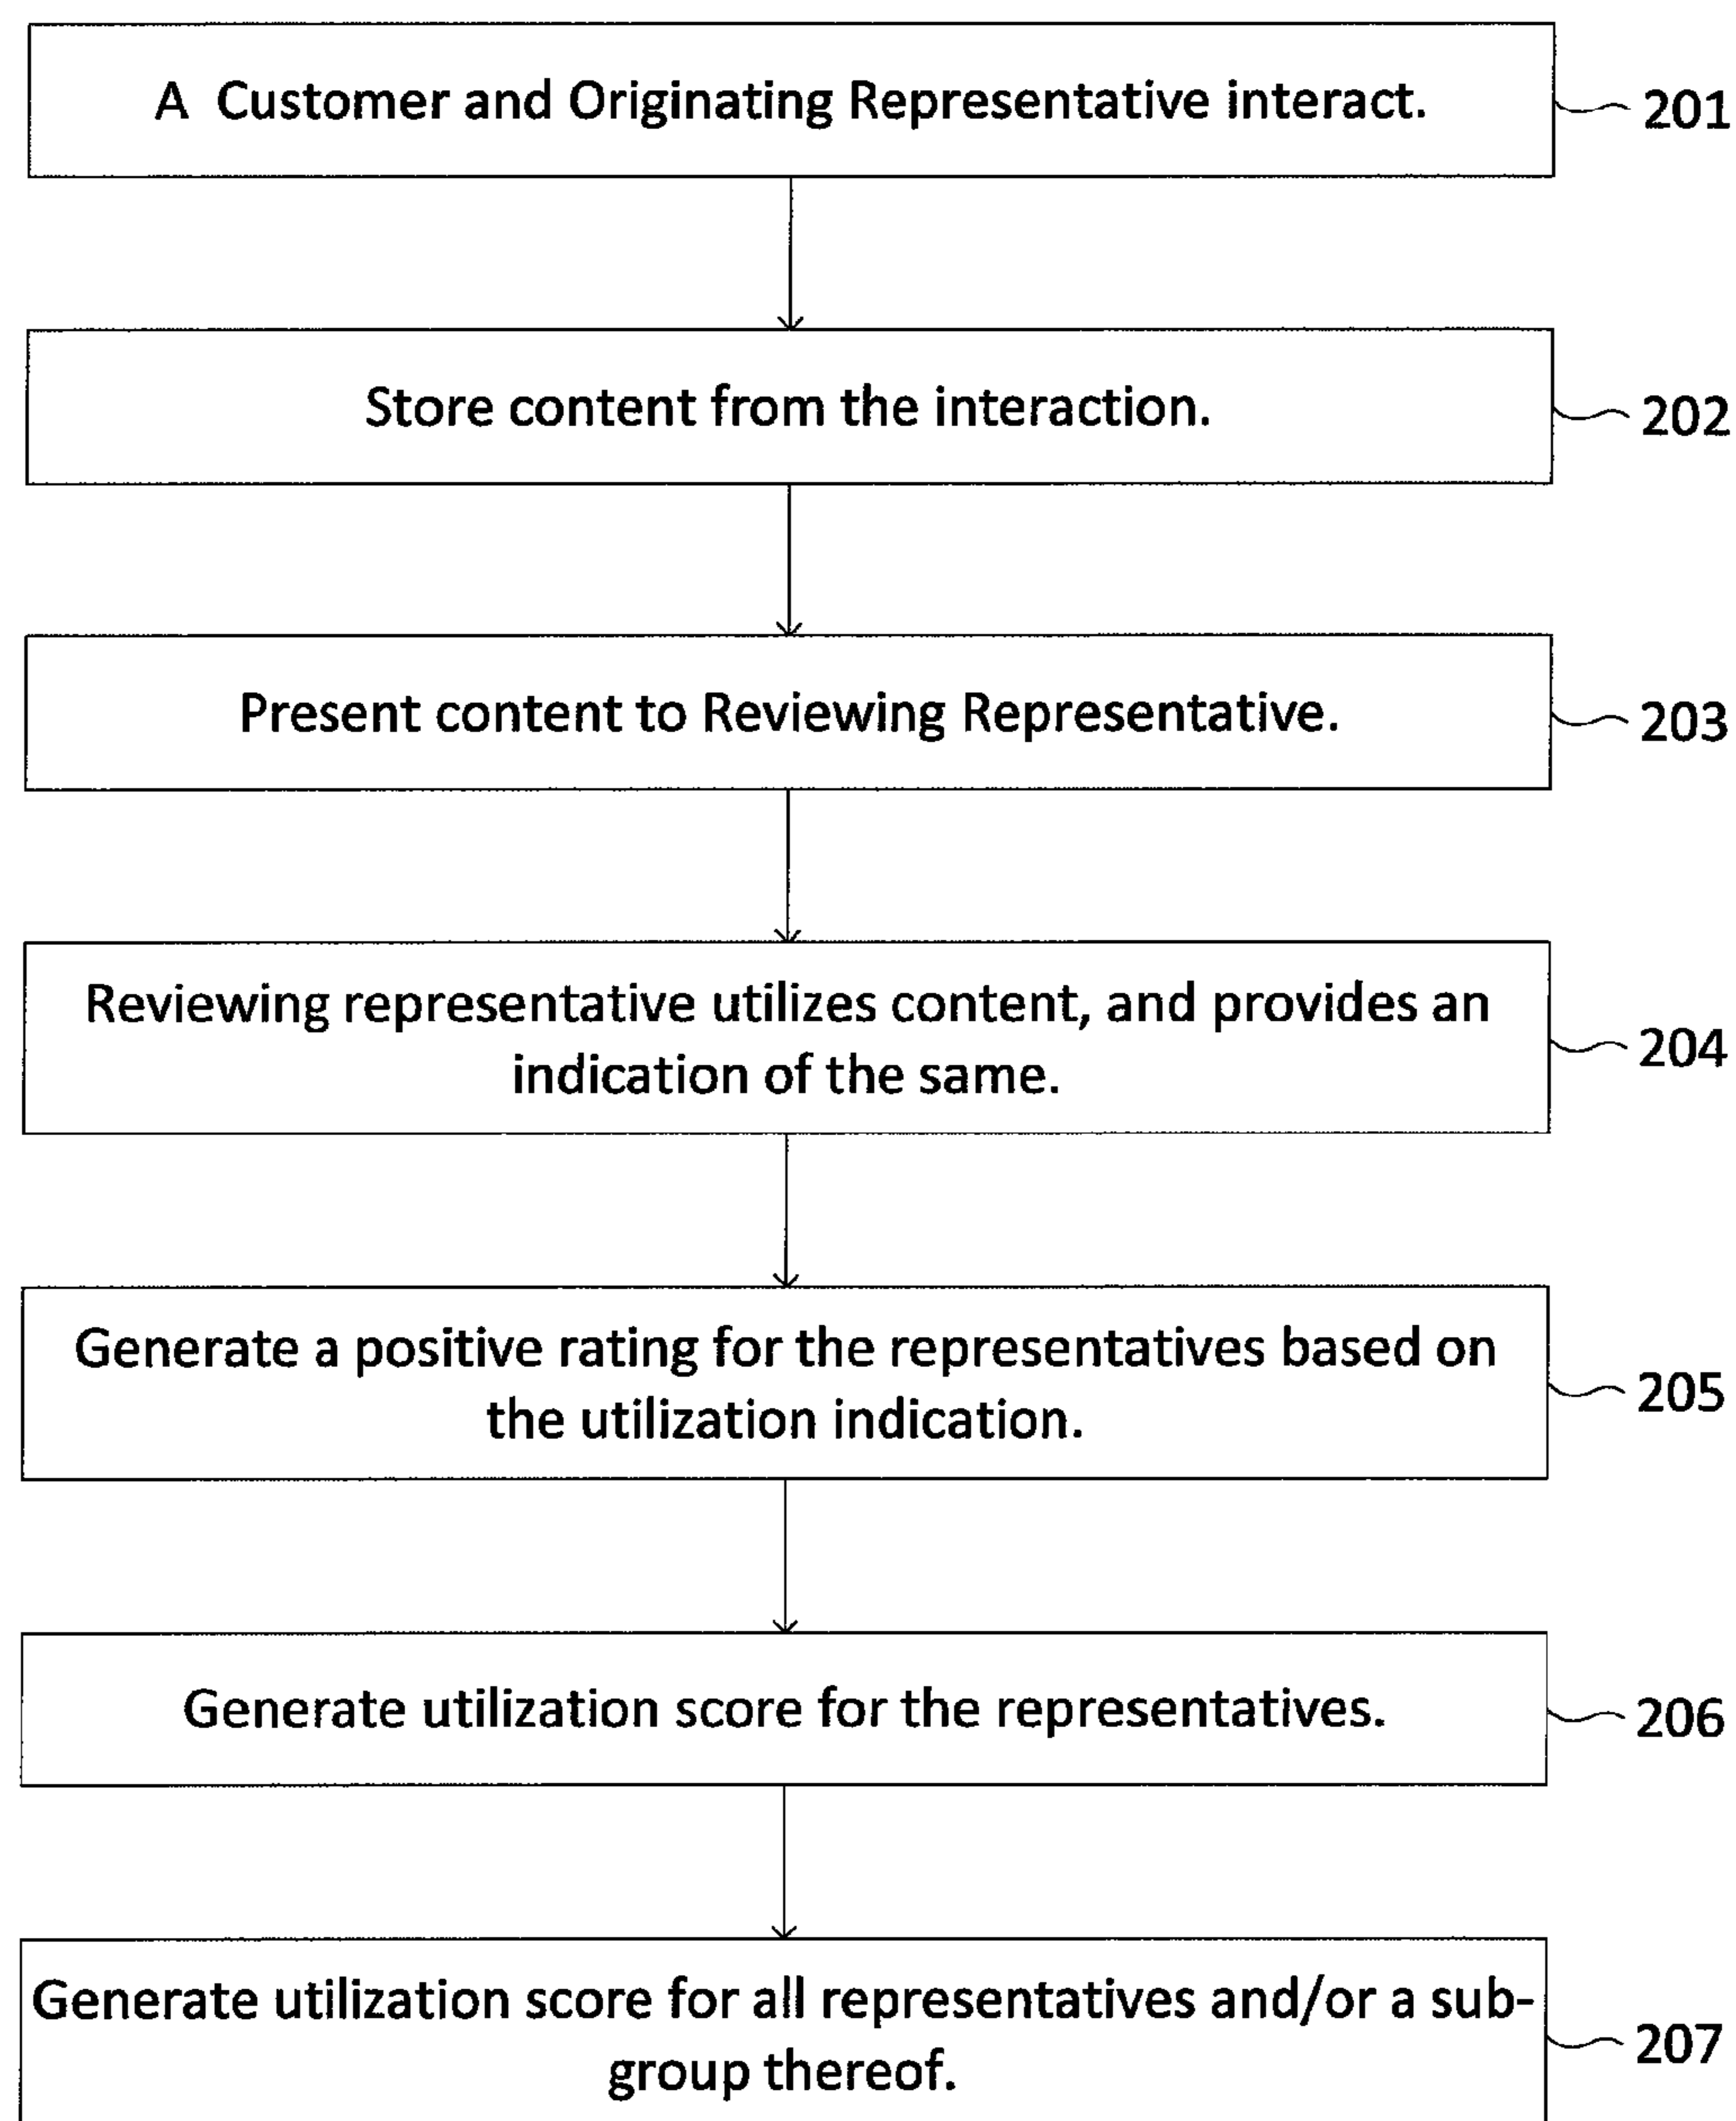 A Customer and Originating Representative interact.
201
Store content from the interaction.
202
Present content to Reviewing Representative.
203
Reviewing representative utilizes content, and provides an
indication of the same.
204
Generate a positive rating for the representatives based on
the utilization indication.
205
Generate utilization score for the representatives.
206
Generate utilization score for all representatives and/or a sub-
group thereof.
207